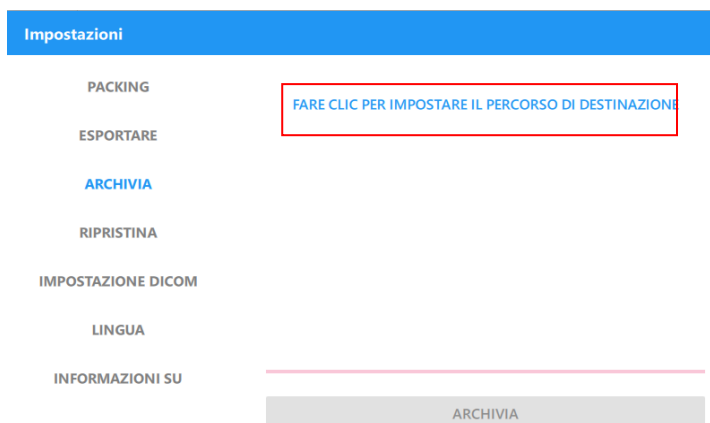 Impostazioni
PACKING
FARE CLIC PER IMPOSTARE IL PERCORSO DI DESTINAZIONE
ESPORTARE
ARCHIVIA
RIPRISTINA
IMPOSTAZIONE DICOM
LINGUA
INFORMAZIONI SU
ARCHIVIA